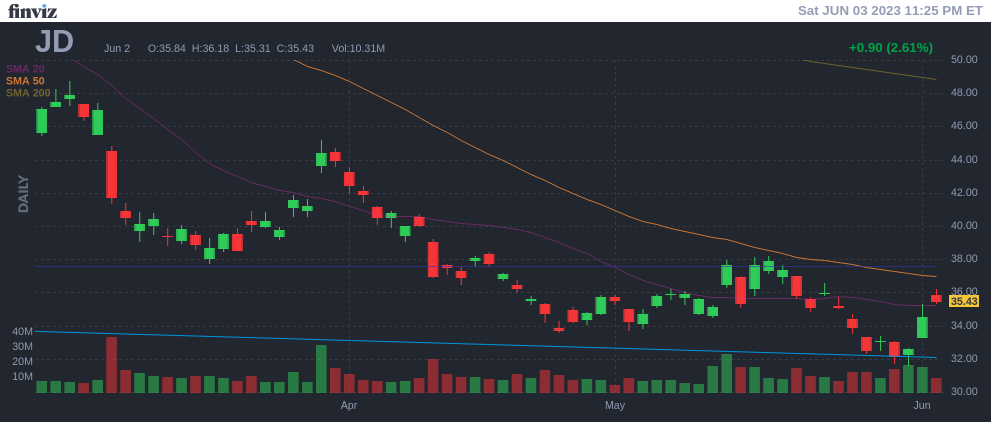 finviz
Sat JUN 03 2023 11:25 PM ET
JD Jun 2 O:35.84 H:36.18 L:35.31 C:35.43 Vol:10.31M +0.90 (2.61%)
SMA 20
SMA 50
SMA 200
DAILY
50.00
48.00
46.00
44.00
42.00
40.00
38.00
36.00
35.43
34.00
32.00
30.00
40M
30M
20M
10M
Apr May Jun